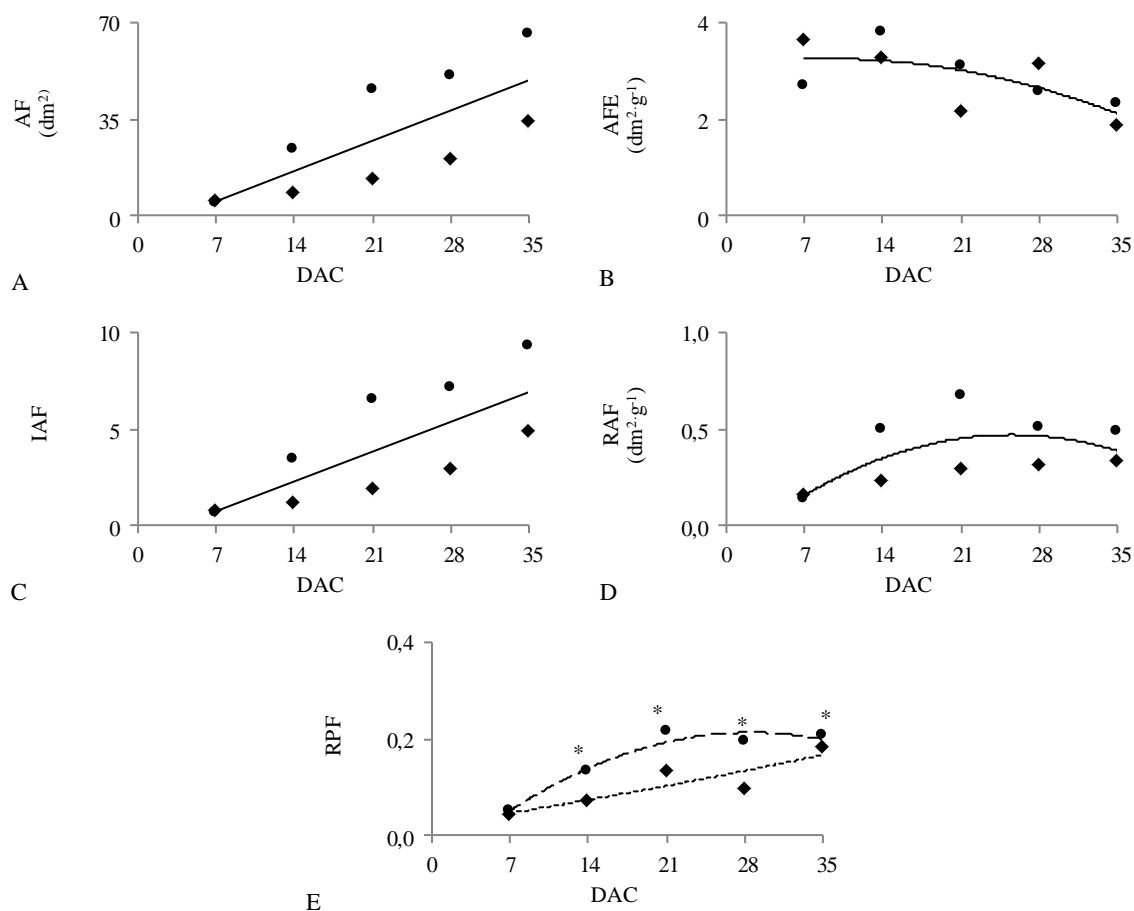 70
35
0
AF
(dm²)
0 7 14 21 28 35
DAC
A
4
2
0
AFE
((dm²·g⁻¹)
0 7 14 21 28 35
DAC
B
10
5
0
IAF
0 7 14 21 28 35
DAC
C
1,0
0,5
0,0
RAF
(dm²·g⁻¹)
0 7 14 21 28 35
DAC
D
0,4
0,2
0,0
RPF
* * * *
0 7 14 21 28 35
DAC
E